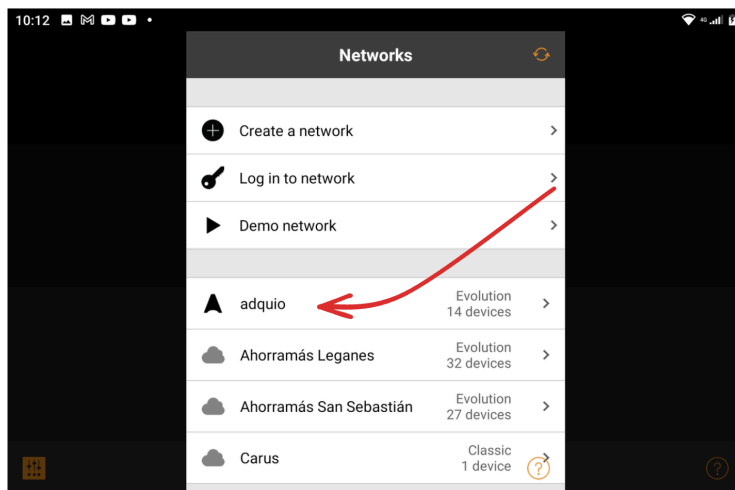 10:12
4G
Networks
Create a network
Log in to network
Demo network
adquio
Evolution
14 devices
Ahorramás Leganes
Evolution
32 devices
Ahorramás San Sebastián
Evolution
27 devices
Carus
Classic
1 device
?
?